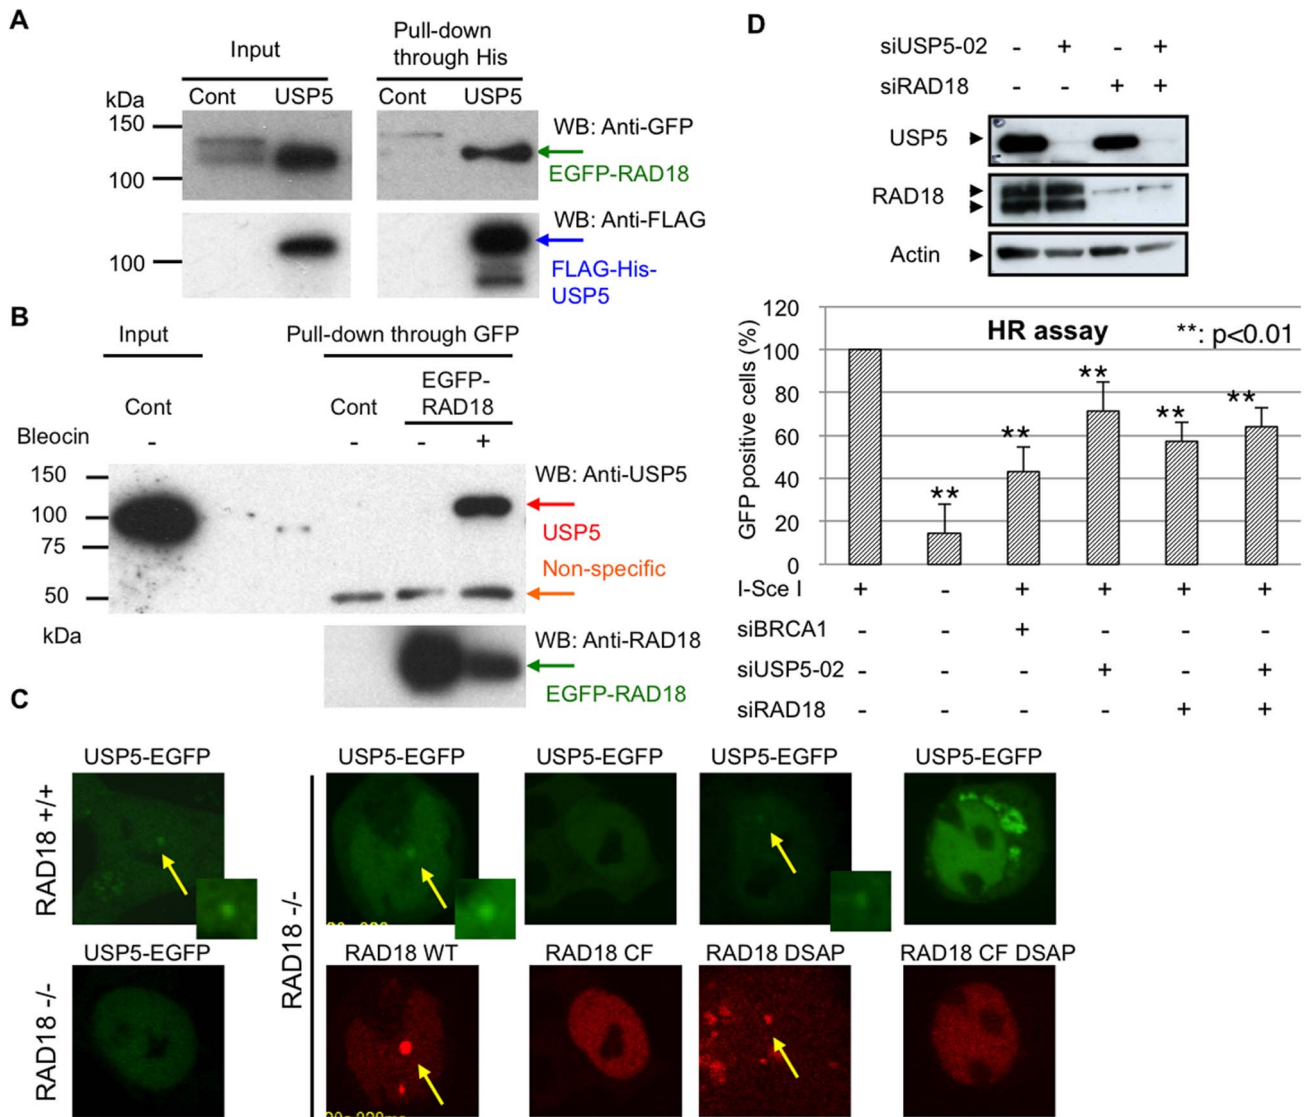 A
Input
Pull-down
through His
kDa
Cont
USP5
Cont
USP5
150
100
WB: Anti-GFP
EGFP-RAD18
100
WB: Anti-FLAG
FLAG-His-
USP5
B
Input
Pull-down through GFP
Cont
Cont
EGFP-
RAD18
Bleocin
-
-
-
+
150
100
75
50
kDa
WB: Anti-USP5
USP5
Non-specific
WB: Anti-RAD18
EGFP-RAD18
C
RAD18 +/+
USP5-EGFP
RAD18 -/-
USP5-EGFP
RAD18 -/-
USP5-EGFP
USP5-EGFP
USP5-EGFP
USP5-EGFP
RAD18 WT
RAD18 CF
RAD18 DSAP
RAD18 CF DSAP
D
siUSP5-02 - + - +
siRAD18 - - + +
USP5
RAD18
Actin
HR assay
**: p<0.01
GFP positive cells (%)
120
100
80
60
40
20
0
**
**
**
**
**
I-Sce I + - + + + +
siBRCA1 - - + - - -
siUSP5-02 - - - + - +
siRAD18 - - - - + +